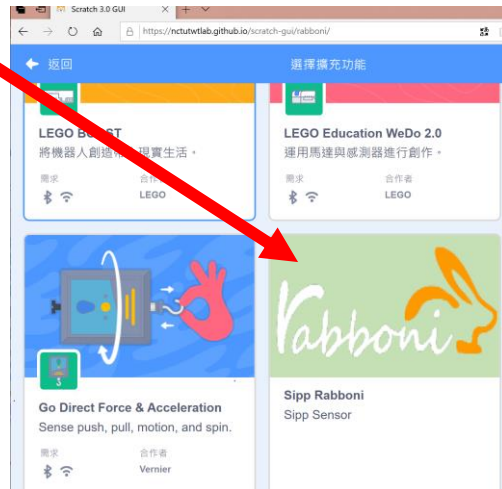 Scratch 3.0 GUI
https://nctutwtlab.github.io/scratch-gui/rabboni/
返回
選擇擴充功能
LEGO BOOST
將機器人創造帶入現實生活。
需求
合作者
LEGO
LEGO Education WeDo 2.0
運用馬達與感測器進行創作。
需求
合作者
LEGO
Go Direct Force & Acceleration
Sense push, pull, motion, and spin.
需求
合作者
Vernier
rabboni
Sipp Rabboni
Sipp Sensor